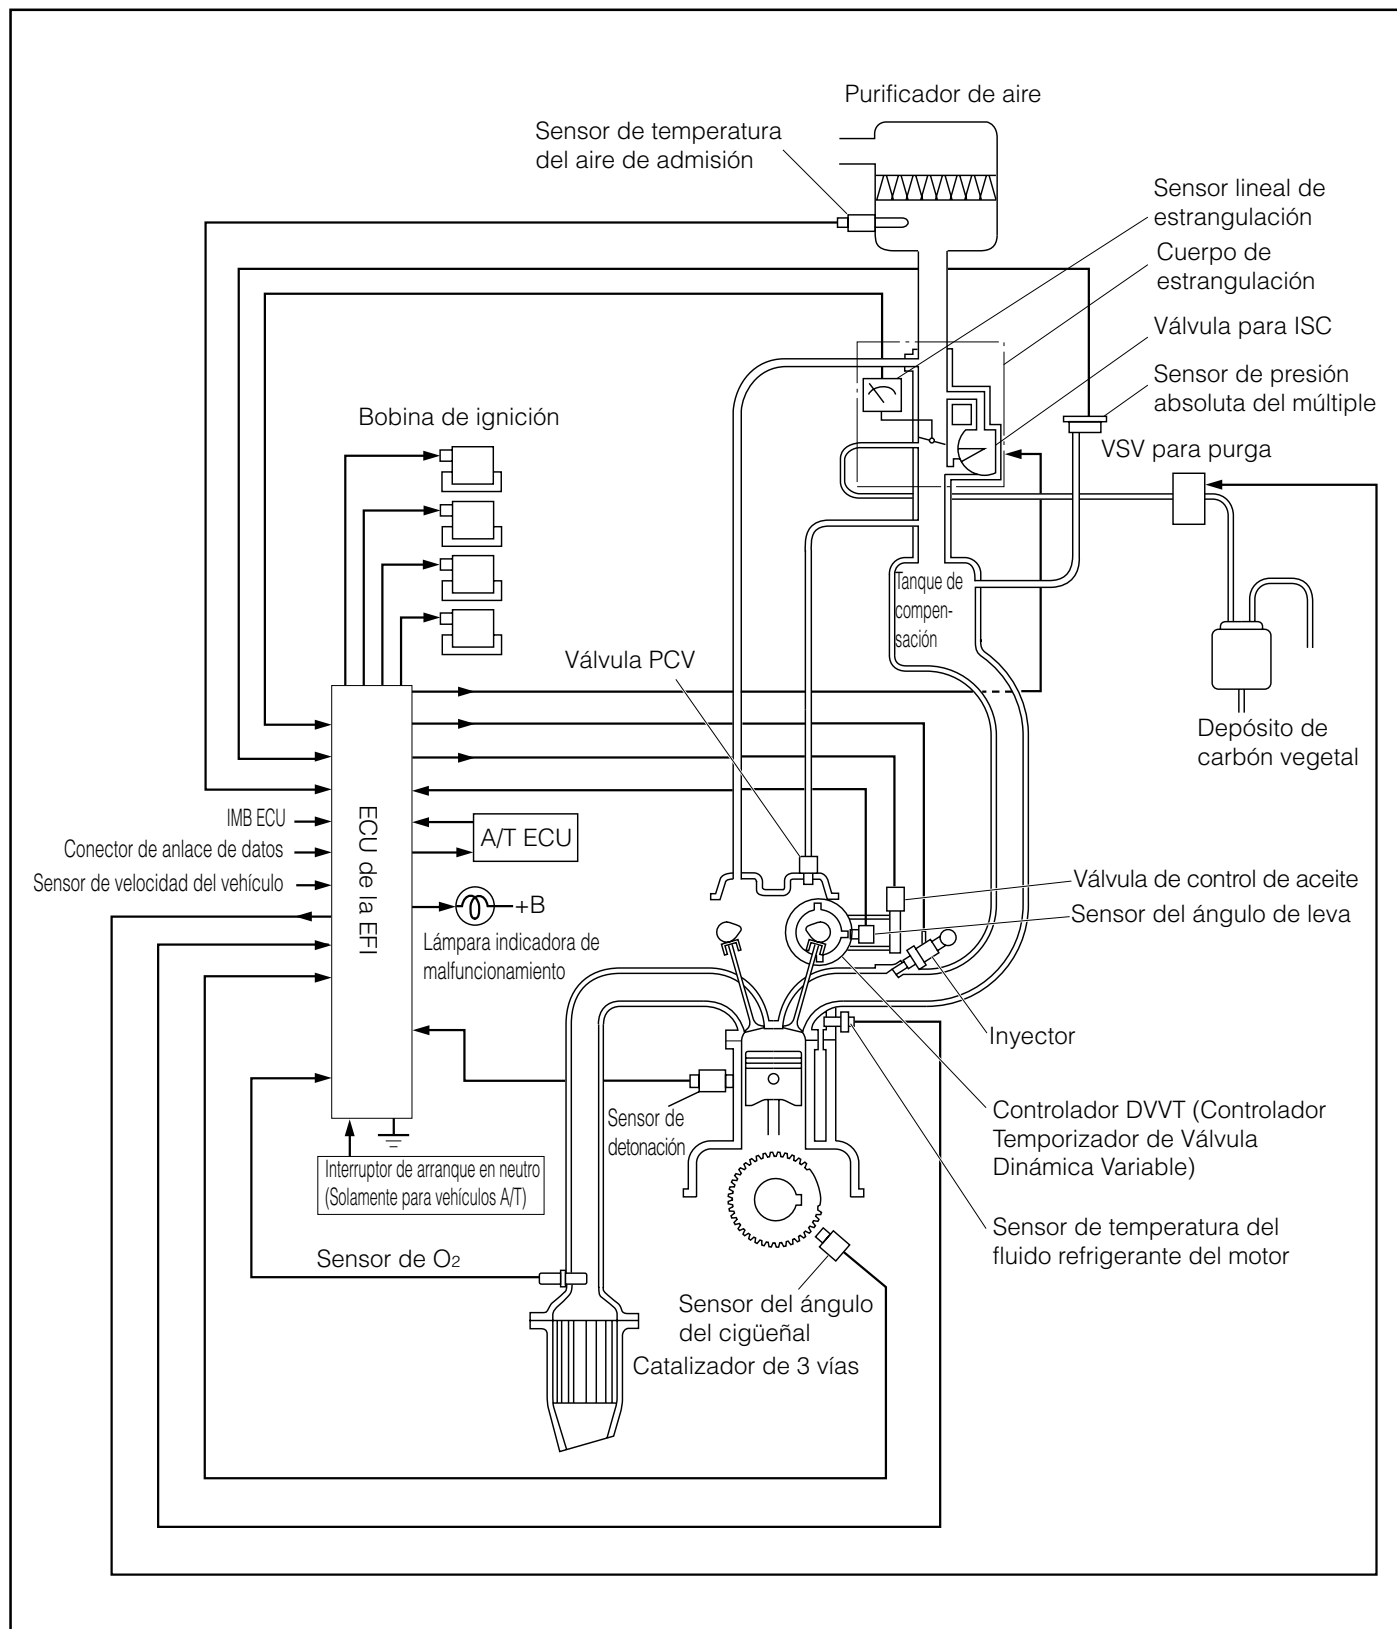 Purificador de aire
Sensor de temperatura
del aire de admisión
Sensor lineal de
estrangulación
Cuerpo de
estrangulación
Válvula para ISC
Sensor de presión
absoluta del múltiple
Bobina de ignición
VSV para purga
Tanque de
compen-
sación
Válvula PCV
Depósito de
carbón vegetal
IMB ECU
Conector de anlace de datos
Sensor de velocidad del vehículo
ECU de la EFI
A/T ECU
+B
Lámpara indicadora de
malfuncionamiento
Válvula de control de aceite
Sensor del ángulo de leva
Inyector
Sensor de
detonación
Controlador DVVT (Controlador
Temporizador de Válvula
Dinámica Variable)
Interruptor de arranque en neutro
(Solamente para vehículos A/T)
Sensor de temperatura del
fluido refrigerante del motor
Sensor de O2
Sensor del ángulo
del cigüeñal
Catalizador de 3 vías